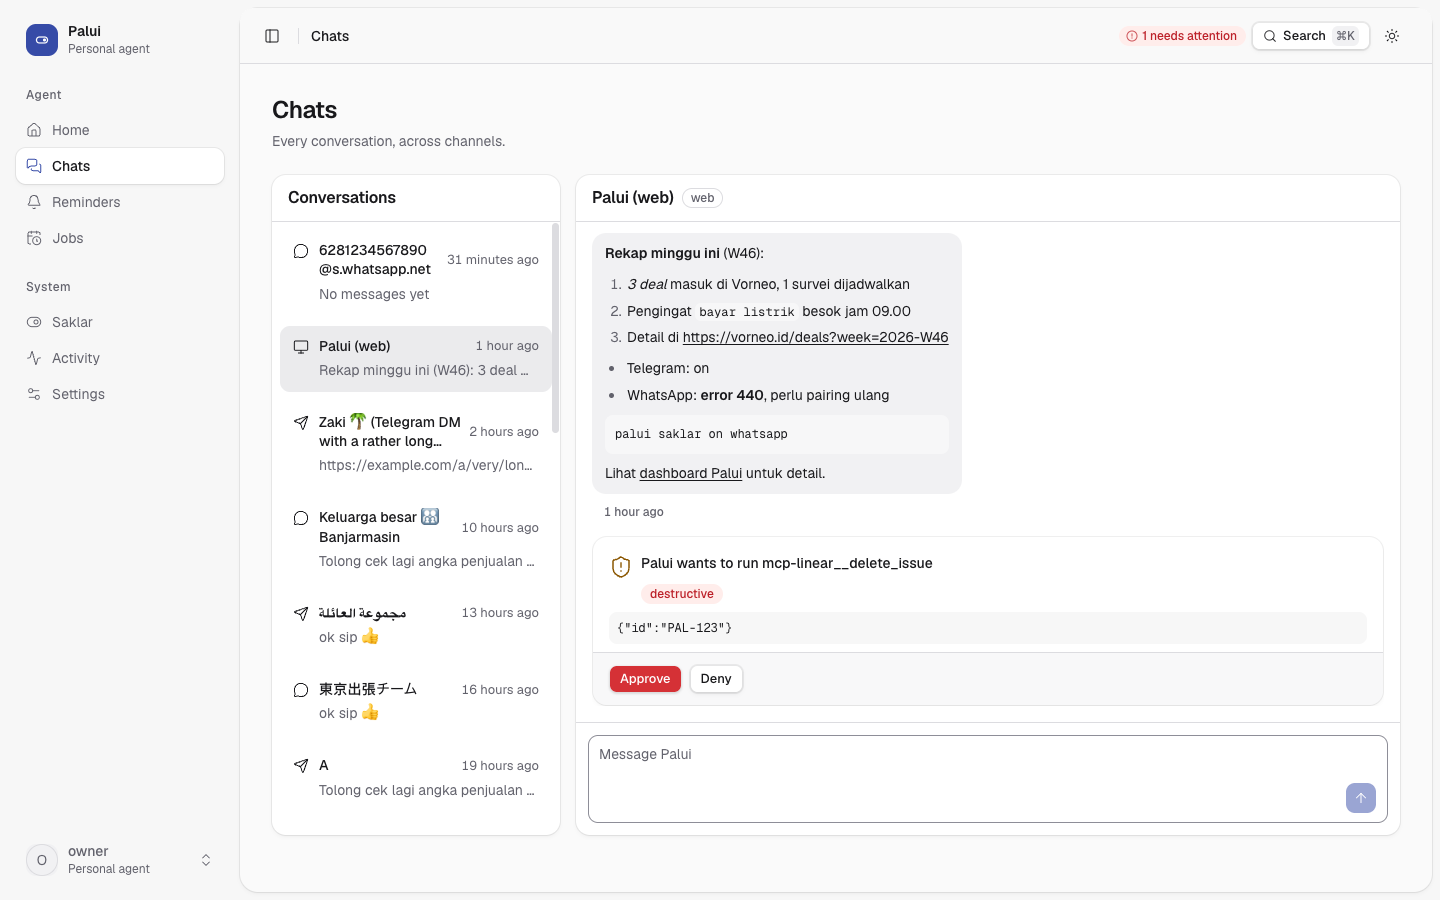 Palui
Personal agent
Agent
Home
Chats
Reminders
Jobs
System
Saklar
Activity
Settings
O
owner
Personal agent
Chats
1 needs attention
Search ⌘K
Chats
Every conversation, across channels.
Conversations
6281234567890
@s.whatsapp.net
31 minutes ago
No messages yet
Palui (web)
1 hour ago
Rekap minggu ini (W46): 3 deal ...
Zaki 🌴 (Telegram DM
with a rather long...
2 hours ago
https://example.com/a/very/lon...
Keluarga besar
Banjarmasin
10 hours ago
Tolong cek lagi angka penjualan ...
مجموعة العائلة
13 hours ago
ok sip 👍
東京出張チーム
16 hours ago
ok sip 👍
A
19 hours ago
Tolong cek lagi angka penjualan ...
Palui (web) web
Rekap minggu ini (W46):
1. 3 deal masuk di Vorneo, 1 survei dijadwalkan
2. Pengingat bayar listrik besok jam 09.00
3. Detail di https://vorneo.id/deals?week=2026-W46
• Telegram: on
• WhatsApp: error 440, perlu pairing ulang
palui saklar on whatsapp
Lihat dashboard Palui untuk detail.
1 hour ago
Palui wants to run mcp-linear__delete_issue
destructive
{"id":"PAL-123"}
Approve
Deny
Message Palui